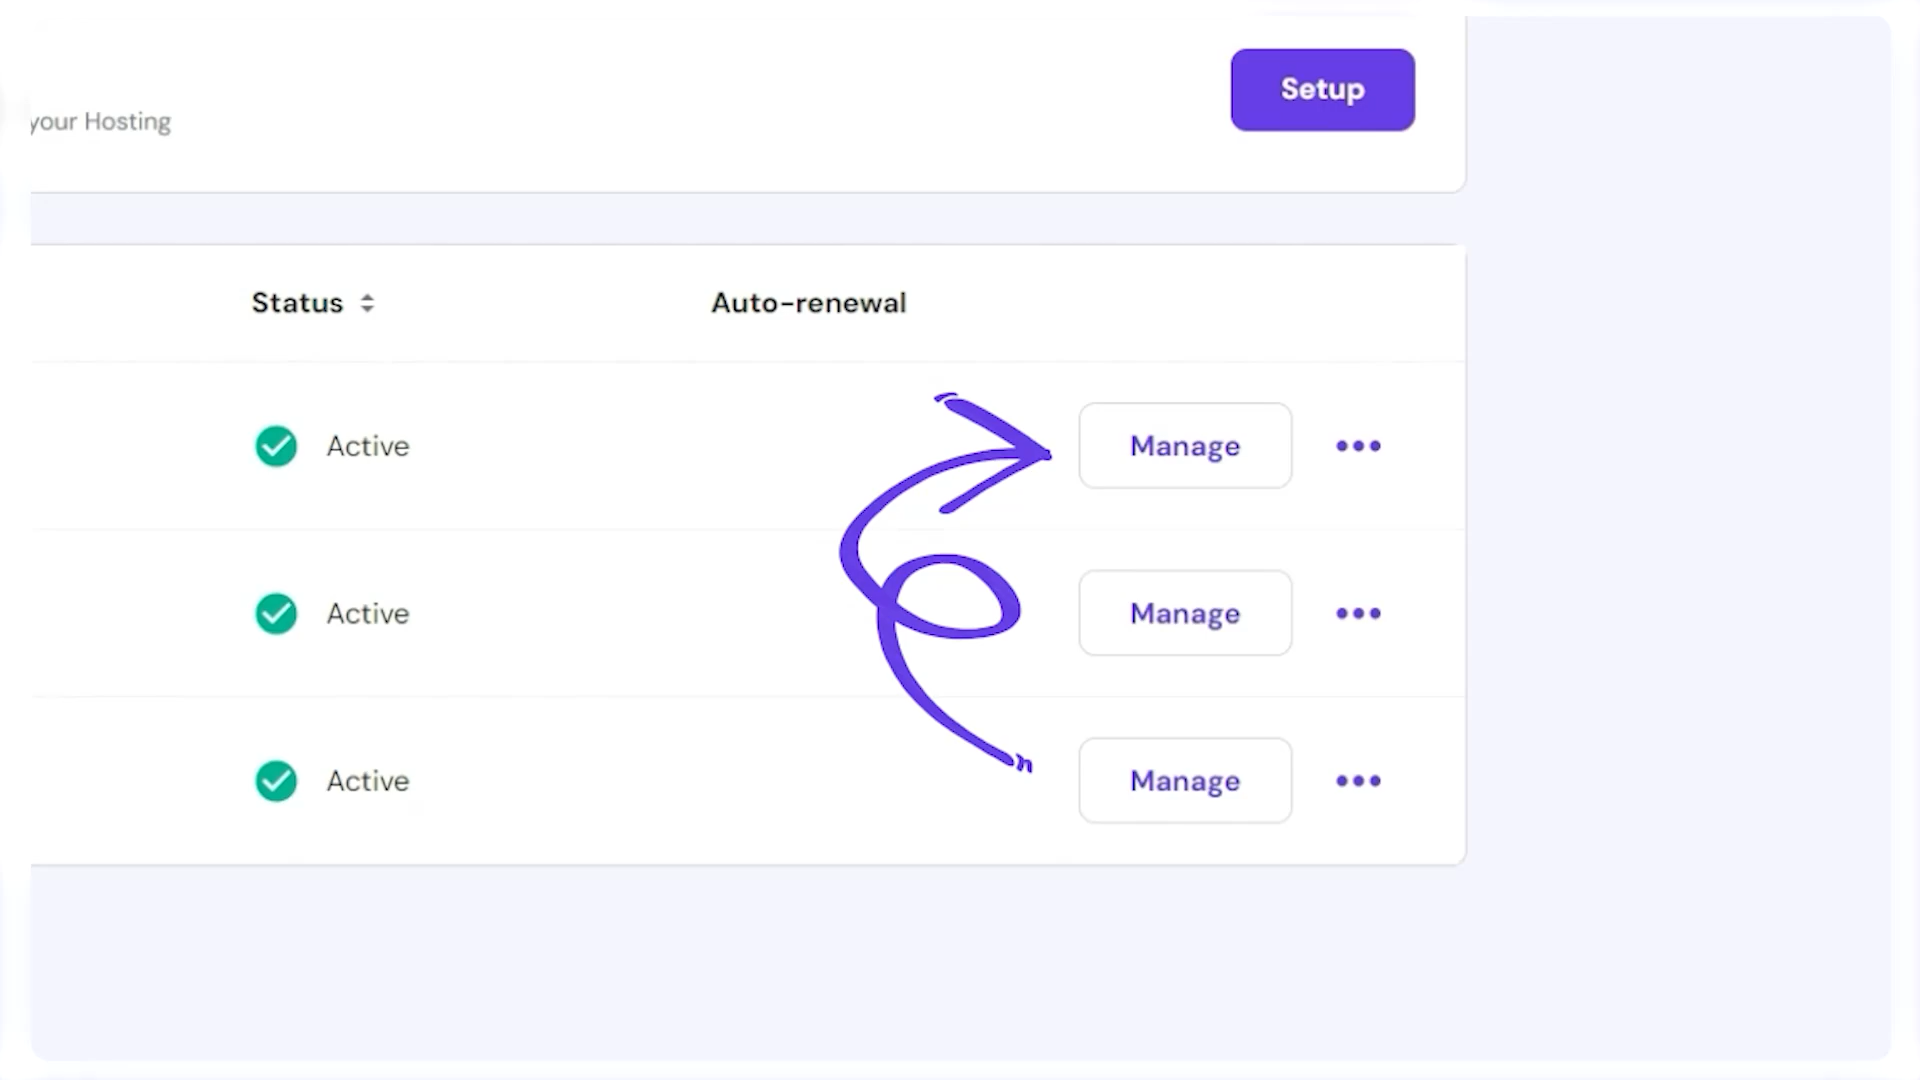 Setup
your Hosting
Status Auto-renewal
Active Manage
Active Manage
Active Manage